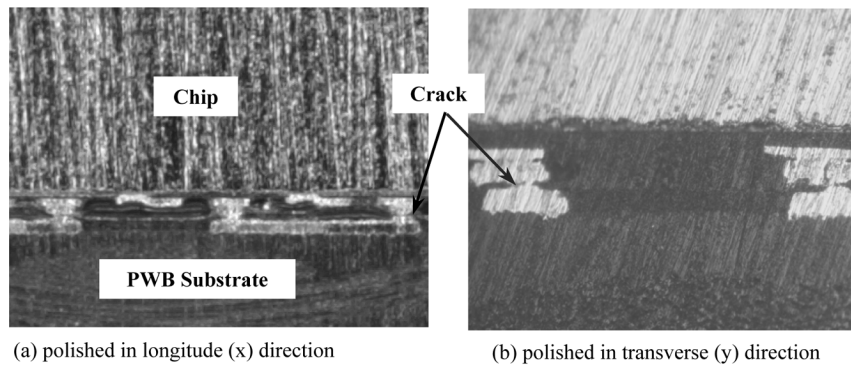 Chip
Crack
PWB Substrate
(a) polished in longitude (x) direction
(b) polished in transverse (y) direction